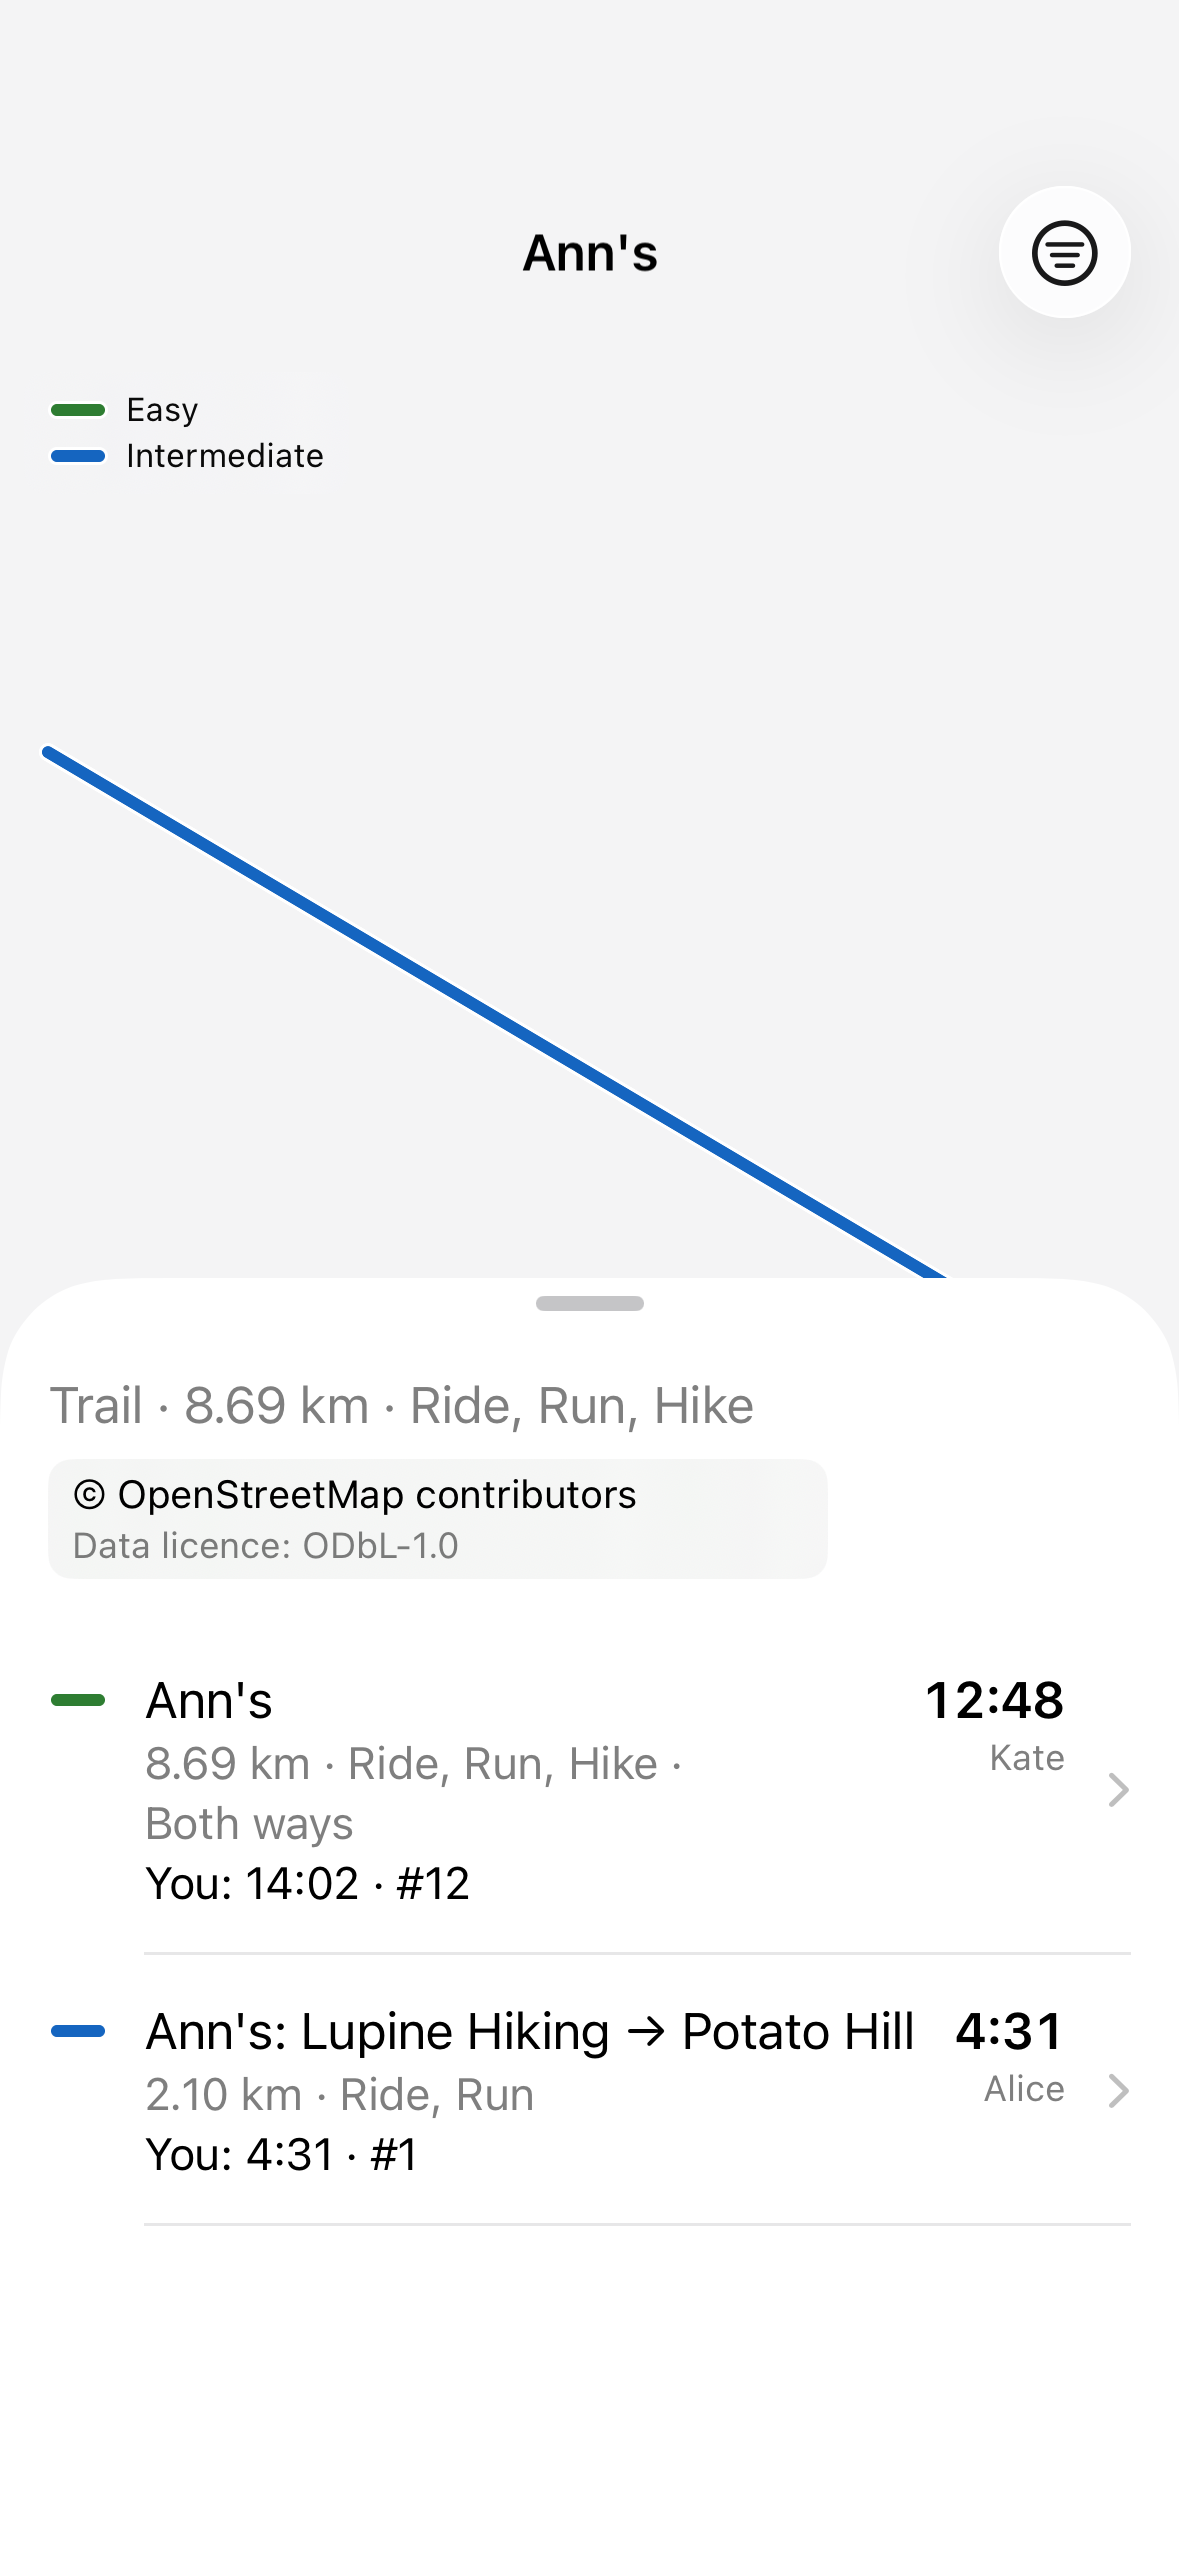 Ann's
Easy
Intermediate
Trail · 8.69 km · Ride, Run, Hike
© OpenStreetMap contributors
Data licence: ODbL-1.0
Ann's 12:48
8.69 km · Ride, Run, Hike · Kate
Both ways
You: 14:02 · #12
Ann's: Lupine Hiking → Potato Hill 4:31
2.10 km · Ride, Run Alice
You: 4:31 · #1